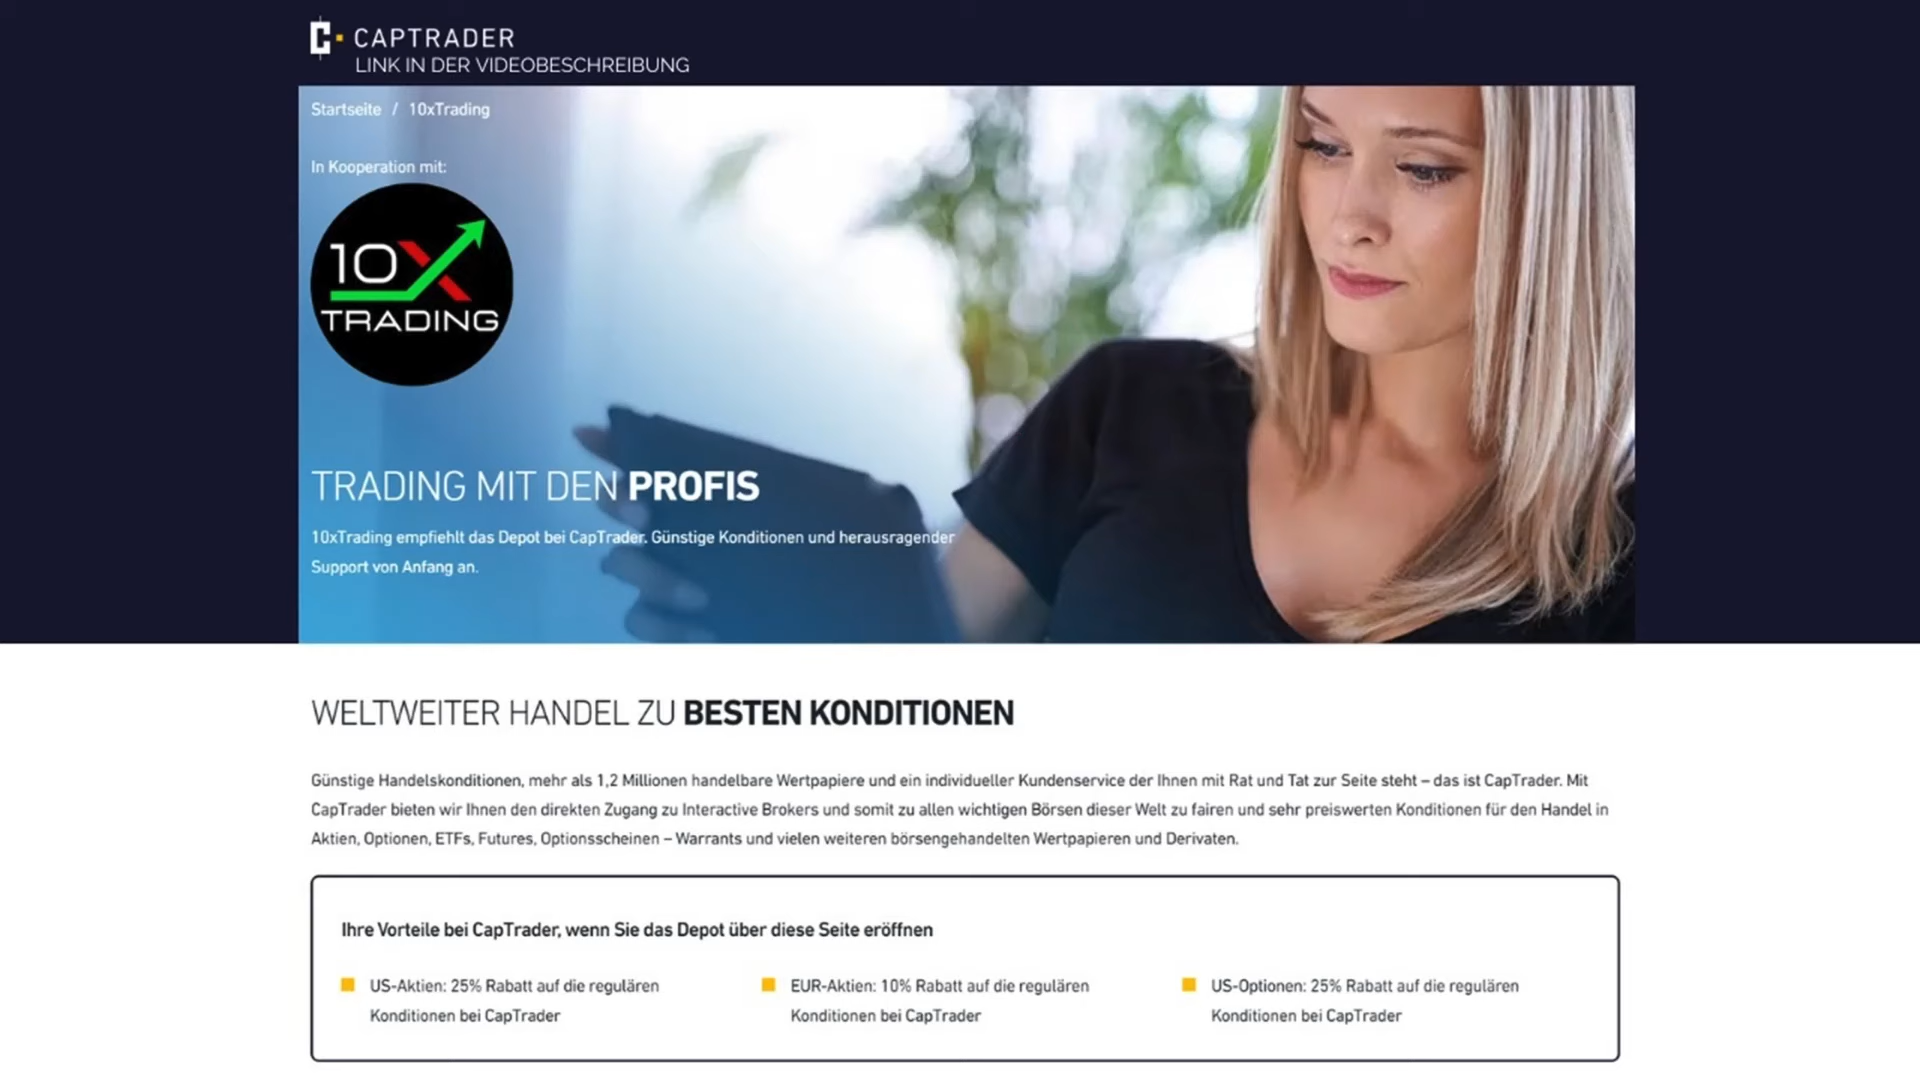 CAPTRADER
LINK IN DER VIDEOBESCHREIBUNG
Startseite / 10xTrading
In Kooperation mit:
10X
TRADING
TRADING MIT DEN PROFIS
10xTrading empfiehlt das Depot bei CapTrader. Günstige Konditionen und herausragender
Support von Anfang an.
WELTWEITER HANDEL ZU BESTEN KONDITIONEN
Günstige Handelskonditionen, mehr als 1,2 Millionen handelbare Wertpapiere und ein individueller Kundenservice der Ihnen mit Rat und Tat zur Seite steht – das ist CapTrader. Mit
CapTrader bieten wir Ihnen den direkten Zugang zu Interactive Brokers und somit zu allen wichtigen Börsen dieser Welt zu fairen und sehr preiswerten Konditionen für den Handel in
Aktien, Optionen, ETFs, Futures, Optionsscheinen – Warrants und vielen weiteren börsengehandelten Wertpapieren und Derivaten.
Ihre Vorteile bei CapTrader, wenn Sie das Depot über diese Seite eröffnen
US-Aktien: 25% Rabatt auf die regulären
Konditionen bei CapTrader
EUR-Aktien: 10% Rabatt auf die regulären
Konditionen bei CapTrader
US-Optionen: 25% Rabatt auf die regulären
Konditionen bei CapTrader